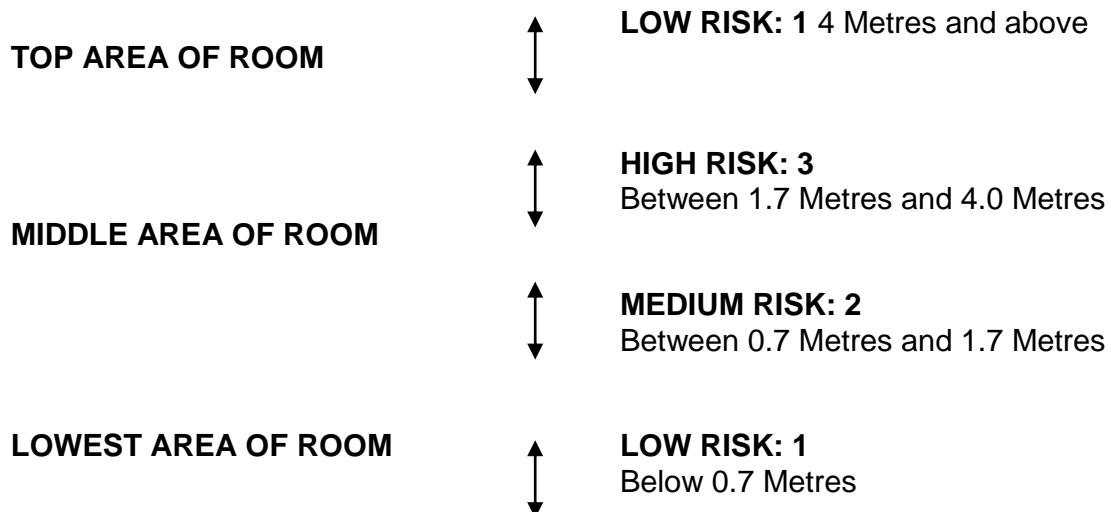 LOW RISK: 1 4 Metres and above
TOP AREA OF ROOM
HIGH RISK: 3
Between 1.7 Metres and 4.0 Metres
MIDDLE AREA OF ROOM
MEDIUM RISK: 2
Between 0.7 Metres and 1.7 Metres
LOWEST AREA OF ROOM
LOW RISK: 1
Below 0.7 Metres